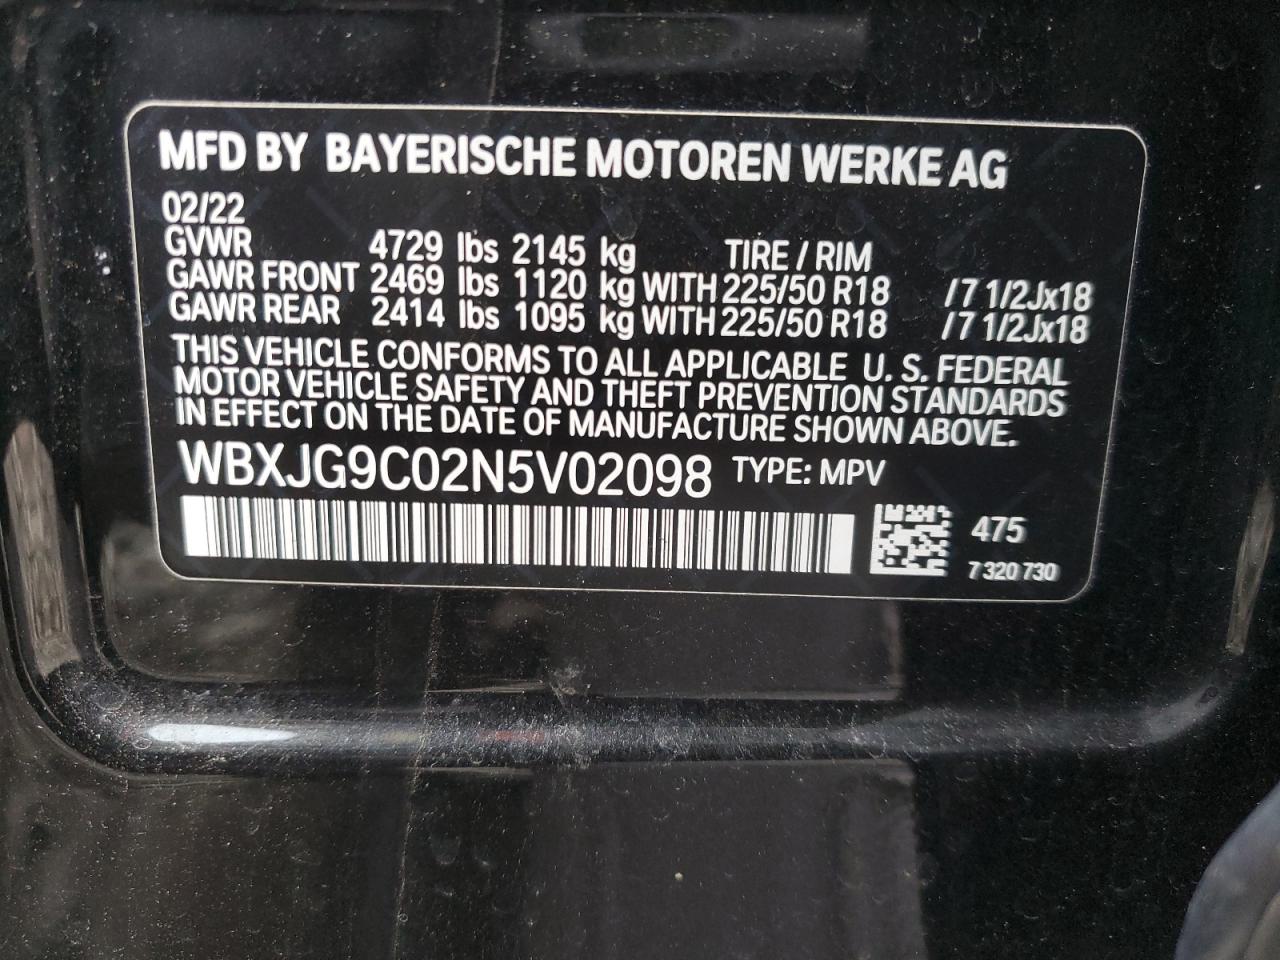 MFD BY BAYERISCHE MOTOREN WERKE AG
02/22
GVWR 4729 lbs 2145 kg TIRE / RIM
GAWR FRONT 2469 lbs 1120 kg WITH 225/50 R18 / 7 1/2Jx18
GAWR REAR 2414 lbs 1095 kg WITH 225/50 R18 / 7 1/2Jx18
THIS VEHICLE CONFORMS TO ALL APPLICABLE U. S. FEDERAL
MOTOR VEHICLE SAFETY AND THEFT PREVENTION STANDARDS
IN EFFECT ON THE DATE OF MANUFACTURE SHOWN ABOVE.
WBXJG9C02N5V02098 TYPE: MPV
475
7 320 730